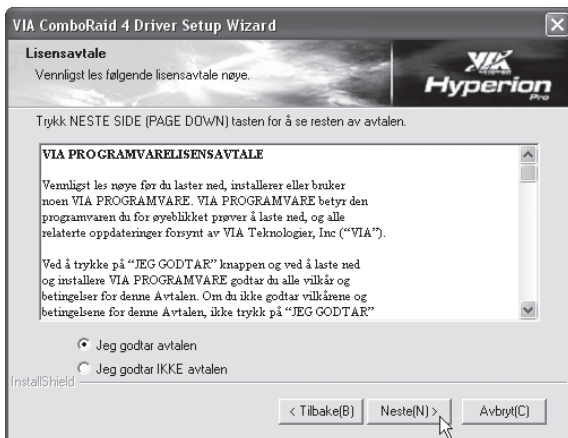 VIA ComboRaid 4 Driver Setup Wizard
Lisensavtale
Vennligst les følgende lisensavtale nøye.
VIA
Hyperion
Pro
Trykk NESTE SIDE (PAGE DOWN) tasten for å se resten av avtalen.
VIA PROGRAMVARELISENSAVTALE
Vennligst les nøye før du laster ned, installerer eller bruker
noen VIA PROGRAMVARE. VIA PROGRAMVARE betyr den
programvaren du for øyeblikket prøver å laste ned, og alle
relaterte oppdateringer forsynt av VIA Teknologier, Inc (“VIA”).
Ved å trykke på “JEG GODTAR” knappen og ved å laste ned
og installere VIA PROGRAMVARE godtar du alle vilkår og
betingelser for denne Avtalen. Om du ikke godtar vilkårene og
betingelsene for denne Avtalen, ikke trykk på “JEG GODTAR”
Jeg godtar avtalen
Jeg godtar IKKE avtalen
InstallShield
< Tilbake(B)
Neste(N) >
Avbryt(C)